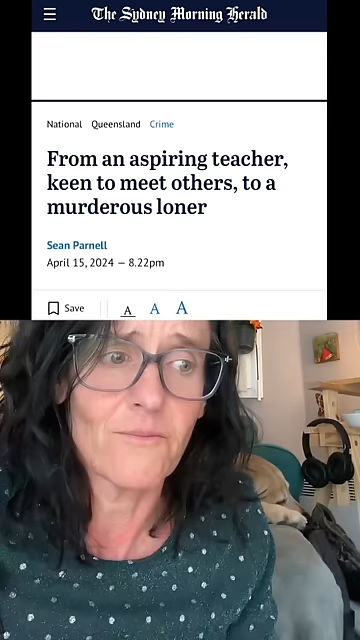 The Sydney Morning Herald
National Queensland Crime
From an aspiring teacher,
keen to meet others, to a
murderous loner
Sean Parnell
April 15, 2024 — 8.22pm
Save A A A